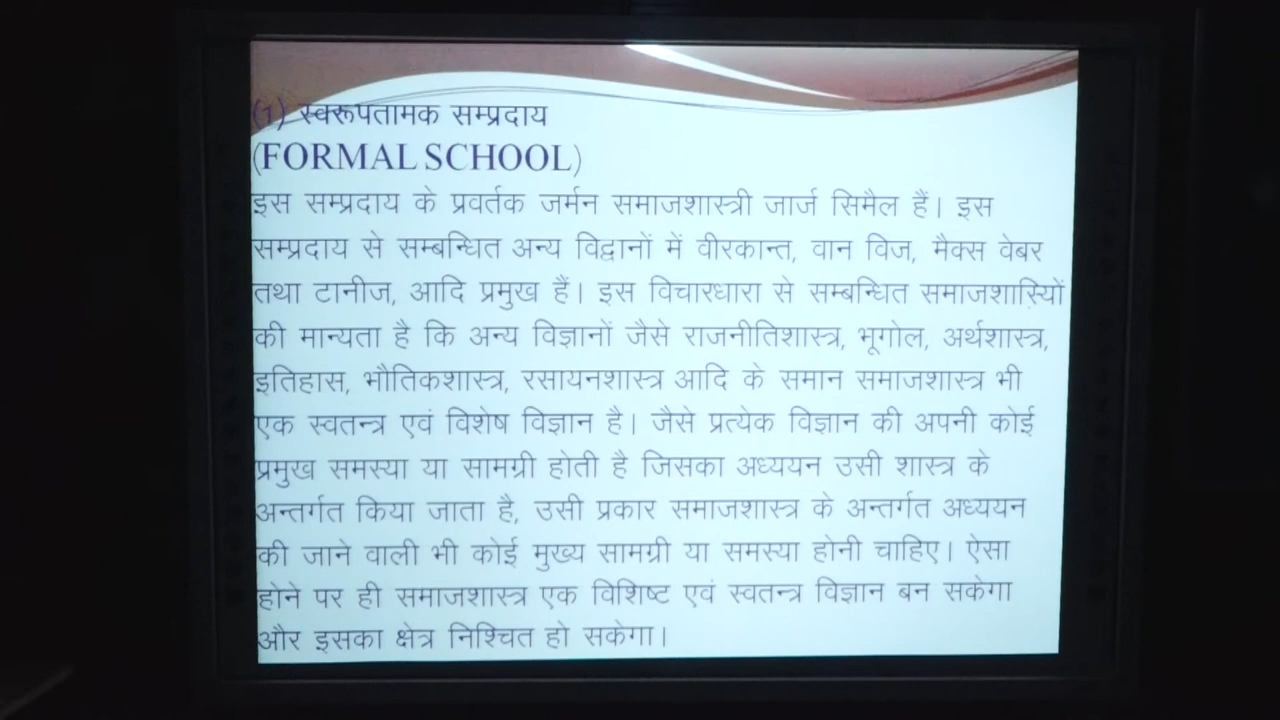 (1) स्वरूपतामक सम्प्रदाय
(FORMAL SCHOOL)
इस सम्प्रदाय के प्रवर्तक जर्मन समाजशास्त्री जार्ज सिमैल हैं। इस
सम्प्रदाय से सम्बन्धित अन्य विद्वानों में वीरकान्त, वान विज, मैक्स वेबर
तथा टानीज, आदि प्रमुख हैं। इस विचारधारा से सम्बन्धित समाजशास्रियों
की मान्यता है कि अन्य विज्ञानों जैसे राजनीतिशास्त्र, भूगोल, अर्थशास्त्र,
इतिहास, भौतिकशास्त्र, रसायनशास्त्र आदि के समान समाजशास्त्र भी
एक स्वतन्त्र एवं विशेष विज्ञान है। जैसे प्रत्येक विज्ञान की अपनी कोई
प्रमुख समस्या या सामग्री होती है जिसका अध्ययन उसी शास्त्र के
अन्तर्गत किया जाता है, उसी प्रकार समाजशास्त्र के अन्तर्गत अध्ययन
की जाने वाली भी कोई मुख्य सामग्री या समस्या होनी चाहिए। ऐसा
होने पर ही समाजशास्त्र एक विशिष्ट एवं स्वतन्त्र विज्ञान बन सकेगा
और इसका क्षेत्र निश्चित हो सकेगा।